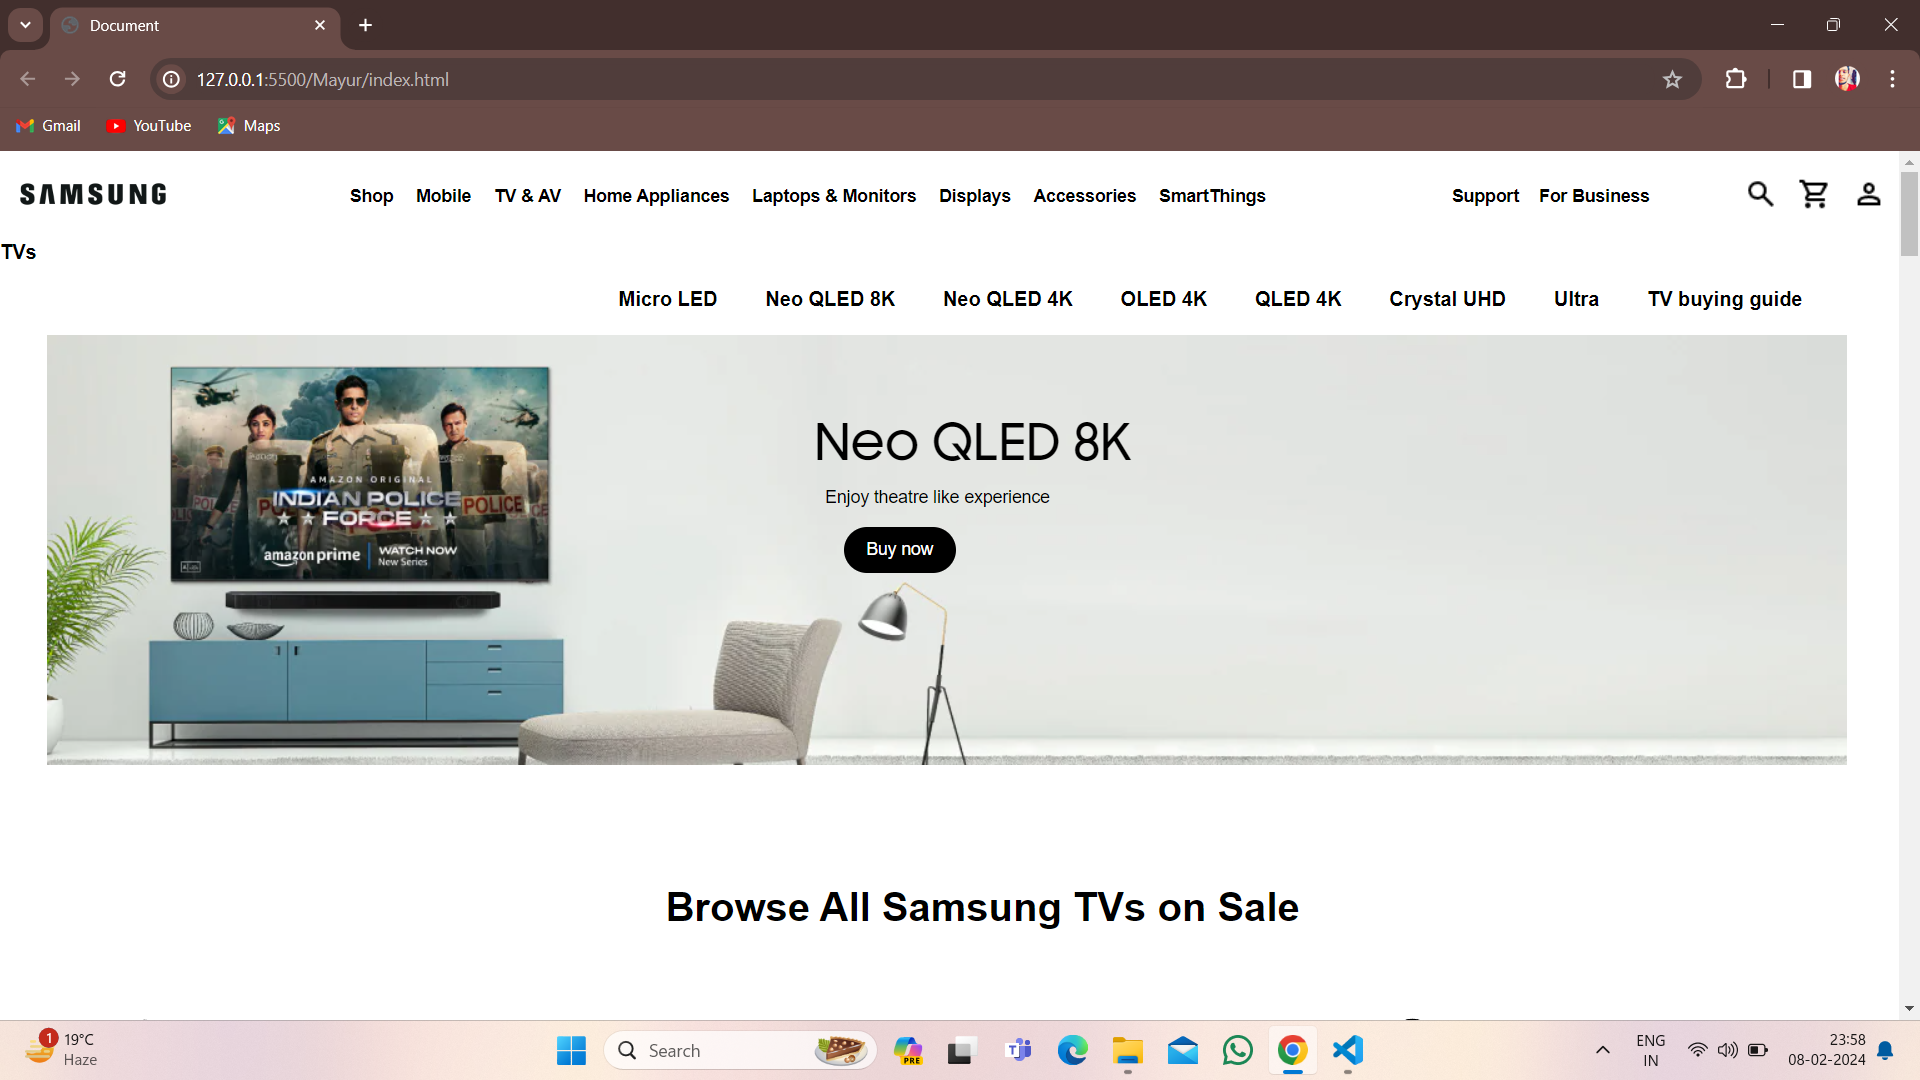 Document
127.0.0.1:5500/Mayur/index.html
Gmail YouTube Maps
SAMSUNG Shop Mobile TV & AV Home Appliances Laptops & Monitors Displays Accessories SmartThings Support For Business
TVs
Micro LED Neo QLED 8K Neo QLED 4K OLED 4K QLED 4K Crystal UHD Ultra TV buying guide
Neo QLED 8K
Enjoy theatre like experience
Buy now
AMAZON ORIGINAL
INDIAN POLICE
FORCE
POLICE
amazon prime WATCH NOW
New Series
Browse All Samsung TVs on Sale
1 19°C
Haze
Search
PRE
ENG
IN
23:58
08-02-2024